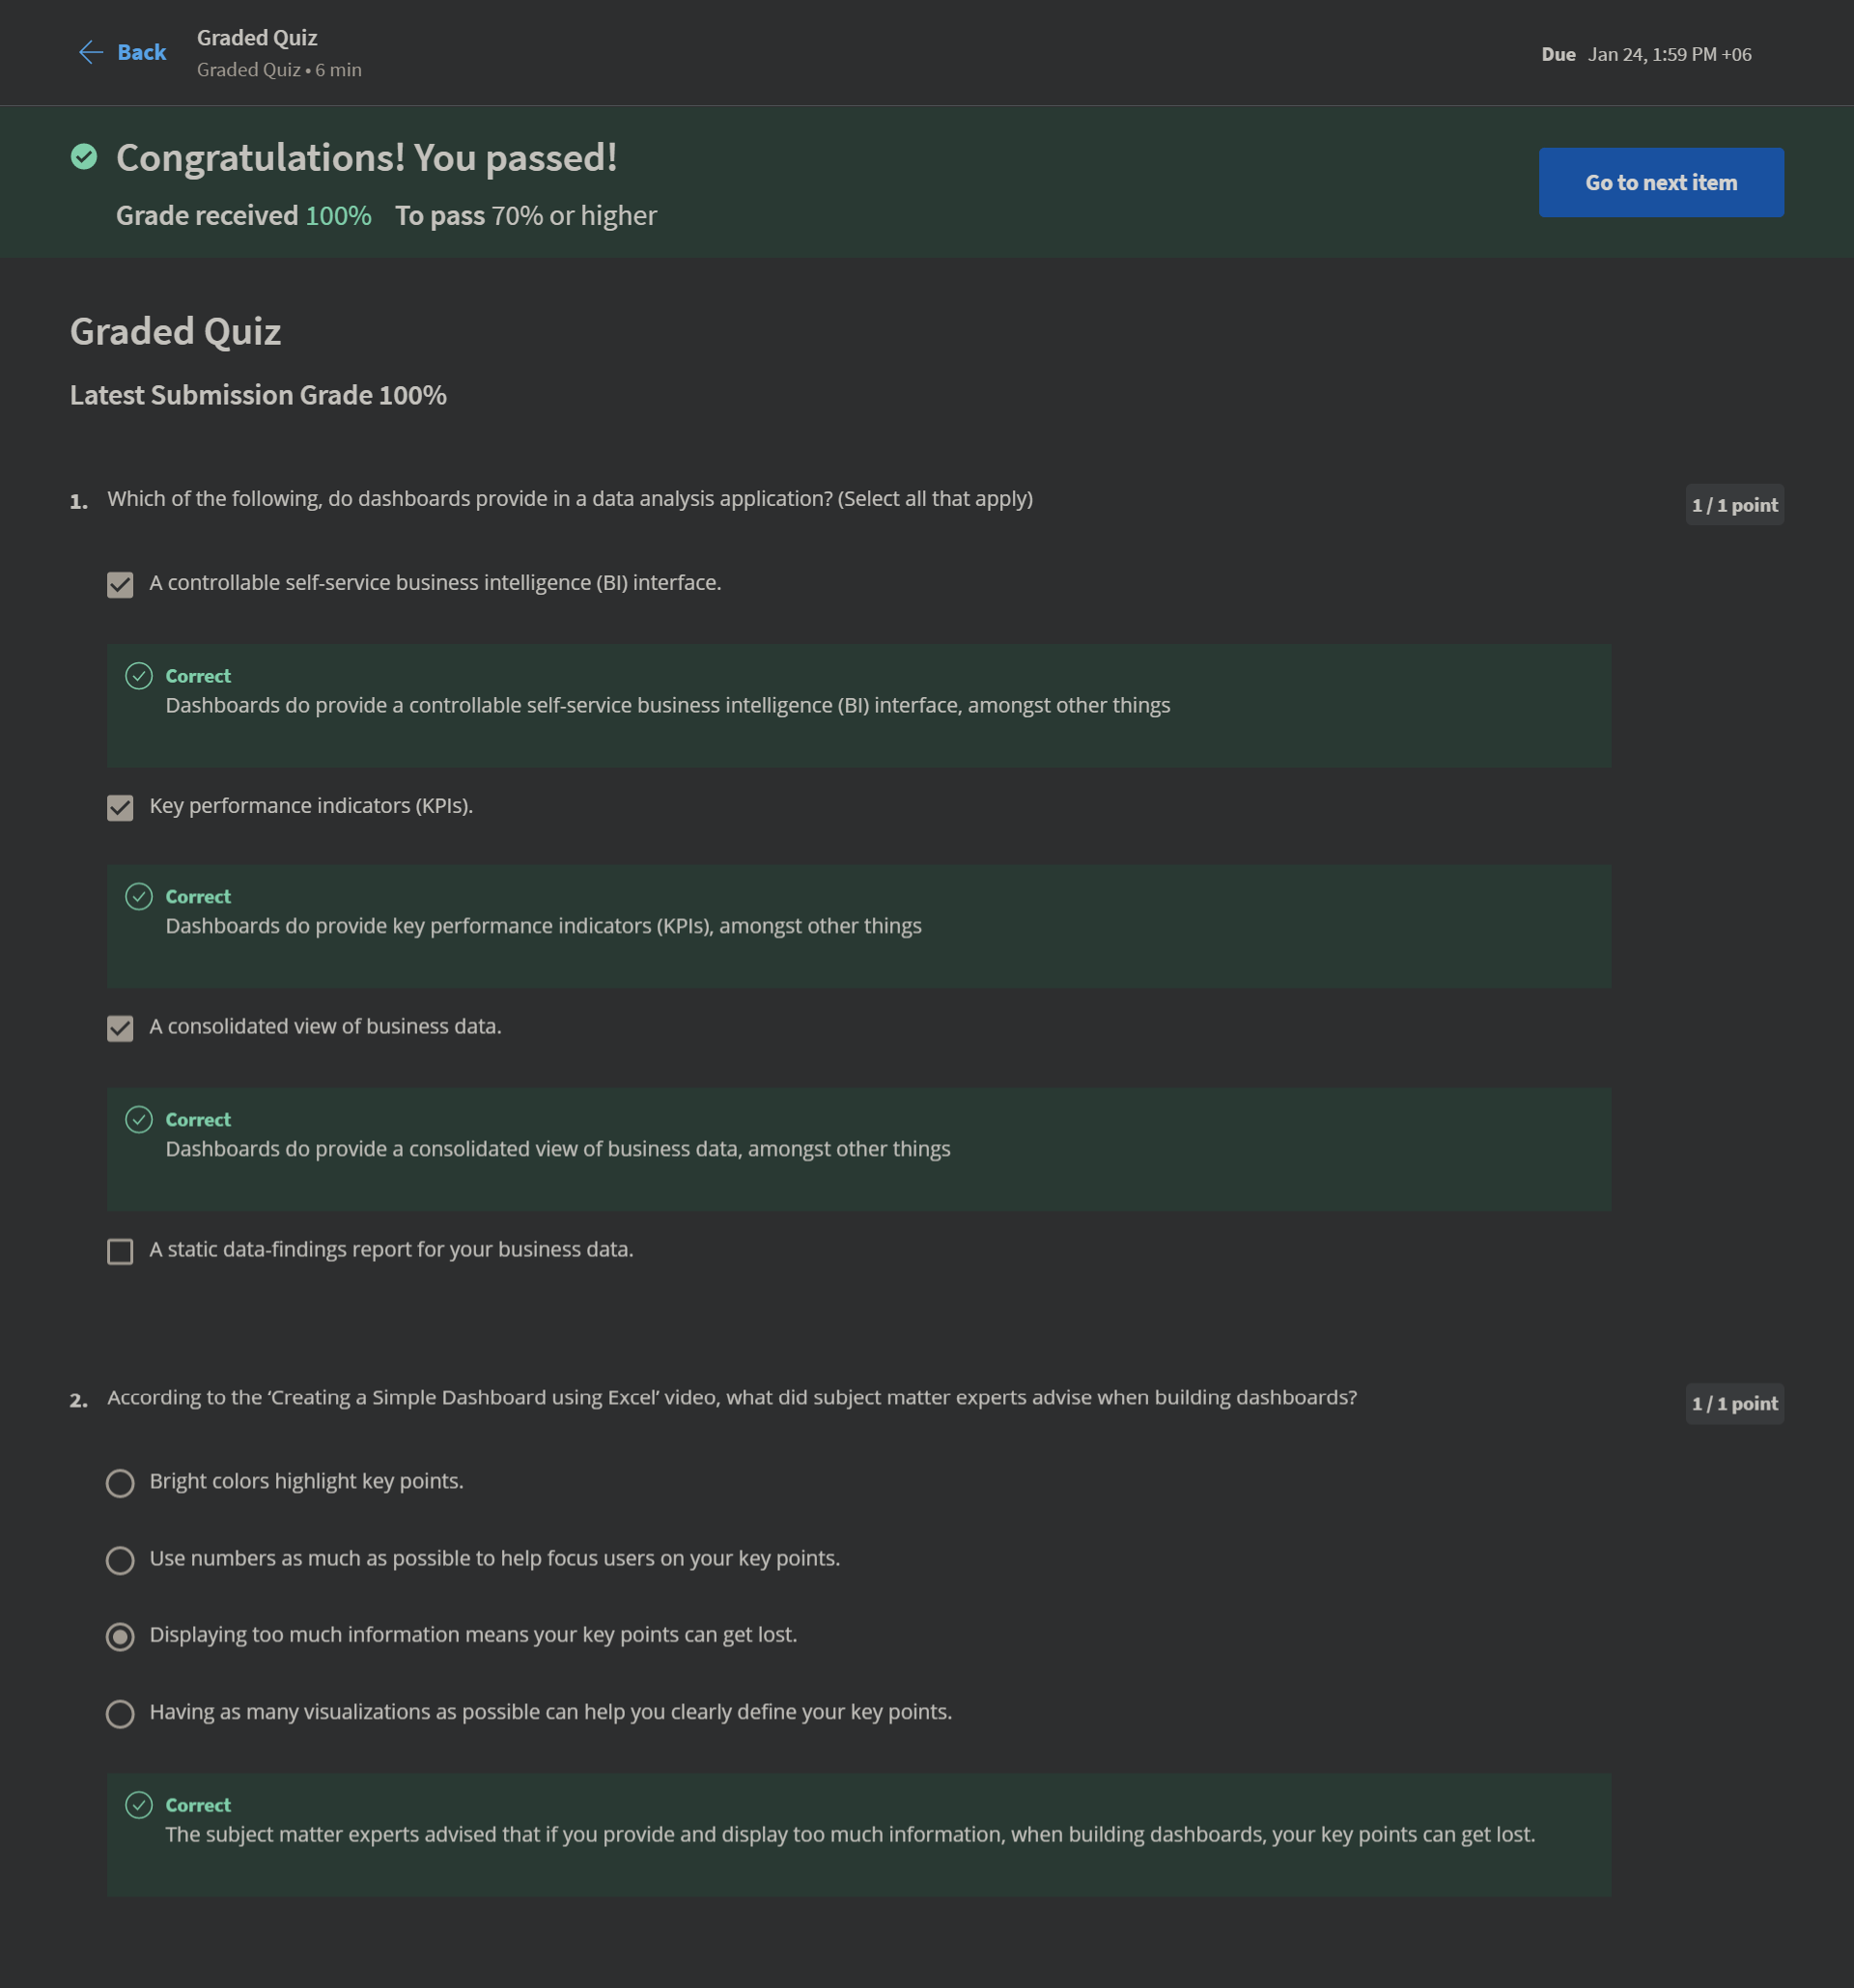 Back
Graded Quiz
Graded Quiz • 6 min
Due Jan 24, 1:59 PM +06
Congratulations! You passed!
Grade received 100% To pass 70% or higher
Go to next item
Graded Quiz
Latest Submission Grade 100%
1. Which of the following, do dashboards provide in a data analysis application? (Select all that apply)
1 / 1 point
A controllable self-service business intelligence (BI) interface.
Correct
Dashboards do provide a controllable self-service business intelligence (BI) interface, amongst other things
Key performance indicators (KPIs).
Correct
Dashboards do provide key performance indicators (KPIs), amongst other things
A consolidated view of business data.
Correct
Dashboards do provide a consolidated view of business data, amongst other things
A static data-findings report for your business data.
2. According to the ‘Creating a Simple Dashboard using Excel’ video, what did subject matter experts advise when building dashboards?
1 / 1 point
Bright colors highlight key points.
Use numbers as much as possible to help focus users on your key points.
Displaying too much information means your key points can get lost.
Having as many visualizations as possible can help you clearly define your key points.
Correct
The subject matter experts advised that if you provide and display too much information, when building dashboards, your key points can get lost.